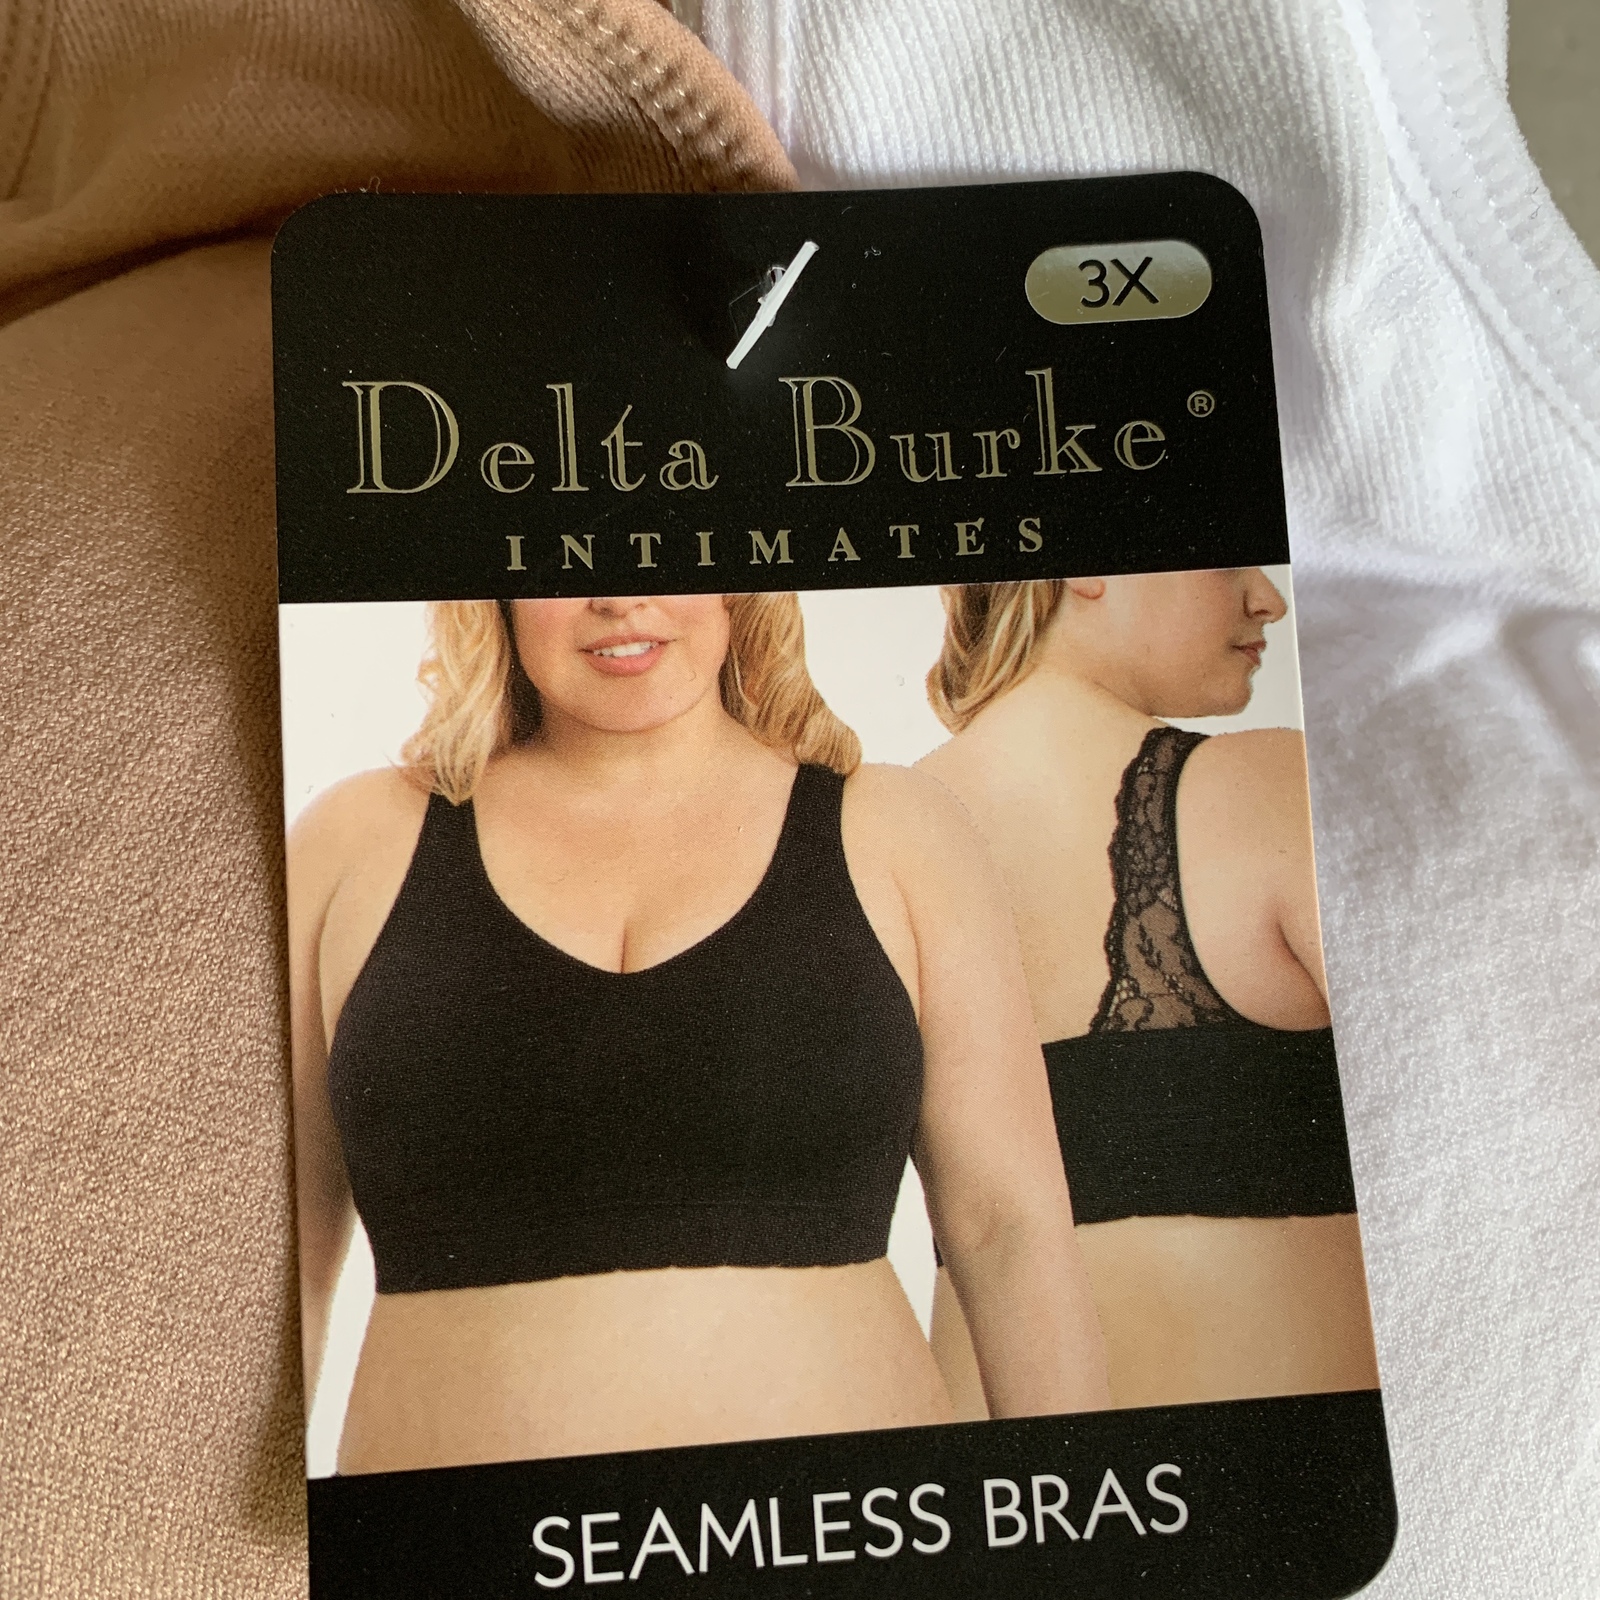 3X
Delta Burke®
INTIMATES
SEAMLESS BRAS